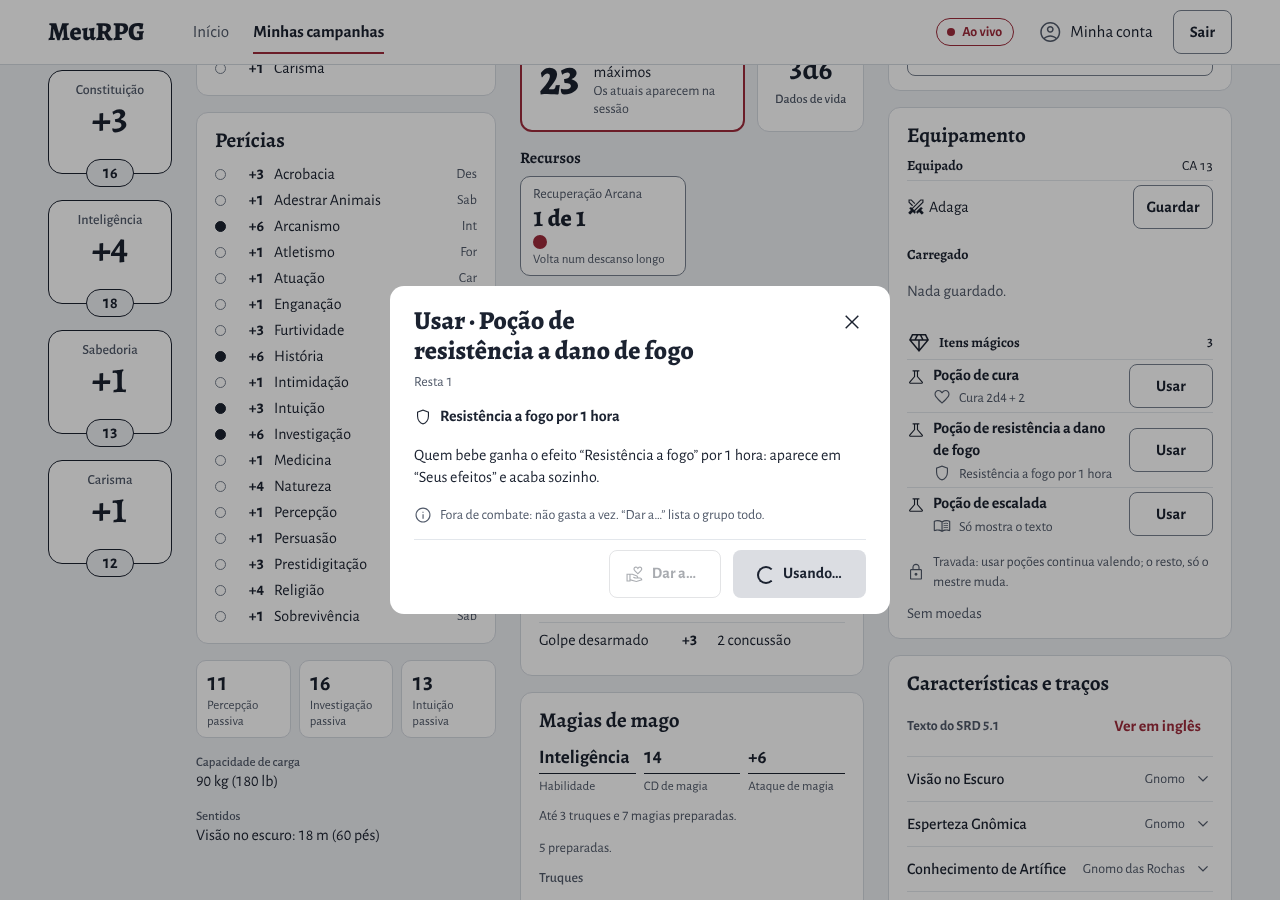 MeuRPG
Início
Minhas campanhas
Ao vivo
Minha conta
Sair
Constituição
+3
16
Inteligência
+4
18
Sabedoria
+1
13
Carisma
+1
12
+1 Carisma
Perícias
+3 Acrobacia Des
+1 Adestrar Animais Sab
+6 Arcanismo Int
+1 Atletismo For
+1 Atuação Car
+1 Enganação
+3 Furtividade
+6 História
+1 Intimidação
+3 Intuição
+6 Investigação
+1 Medicina
+4 Natureza
+1 Percepção
+1 Persuasão
+3 Prestidigitação
+4 Religião
+1 Sobrevivência Sab
11
Percepção
passiva
16
Investigação
passiva
13
Intuição
passiva
Capacidade de carga
90 kg (180 lb)
Sentidos
Visão no escuro: 18 m (60 pés)
23
máximos
Os atuais aparecem na
sessão
3d6
Dados de vida
Recursos
Recuperação Arcana
1 de 1
Volta num descanso longo
Usar · Poção de
resistência a dano de fogo
Resta 1
Resistência a fogo por 1 hora
Quem bebe ganha o efeito “Resistência a fogo” por 1 hora: aparece em
“Seus efeitos” e acaba sozinho.
Fora de combate: não gasta a vez. “Dar a...” lista o grupo todo.
Dar a...
Usando...
Golpe desarmado +3 2 concussão
Magias de mago
Inteligência
Habilidade
14
CD de magia
+6
Ataque de magia
Até 3 truques e 7 magias preparadas.
5 preparadas.
Truques
Equipamento
Equipado CA 13
Adaga Guardar
Carregado
Nada guardado.
Itens mágicos 3
Poção de cura
Cura 2d4 + 2
Usar
Poção de resistência a dano
de fogo
Resistência a fogo por 1 hora
Usar
Poção de escalada
Só mostra o texto
Usar
Travada: usar poções continua valendo; o resto, só o
mestre muda.
Sem moedas
Características e traços
Texto do SRD 5.1 Ver em inglês
Visão no Escuro Gnomo
Esperteza Gnômica Gnomo
Conhecimento de Artífice Gnomo das Rochas